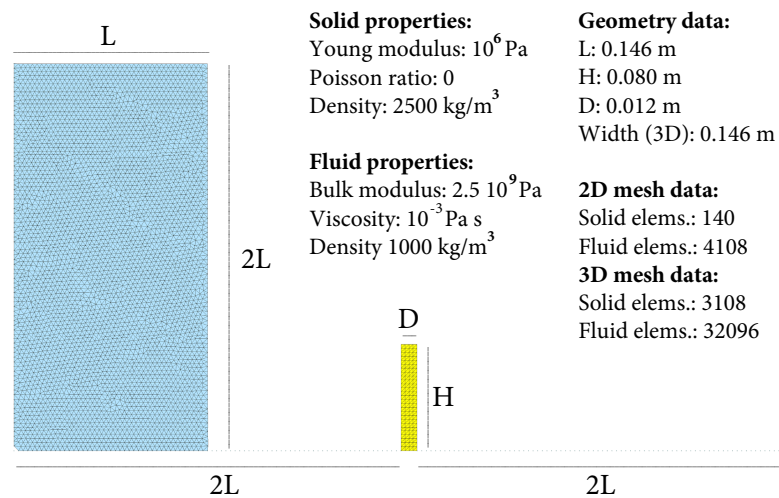 L
2L
D
H
2L
2L
Solid properties:
Young modulus: 10⁶ Pa
Poisson ratio: 0
Density: 2500 kg/m³
Fluid properties:
Bulk modulus: 2.5 10⁹ Pa
Viscosity: 10⁻³ Pa s
Density 1000 kg/m³
Geometry data:
L: 0.146 m
H: 0.080 m
D: 0.012 m
Width (3D): 0.146 m
2D mesh data:
Solid elems.: 140
Fluid elems.: 4108
3D mesh data:
Solid elems.: 3108
Fluid elems.: 32096